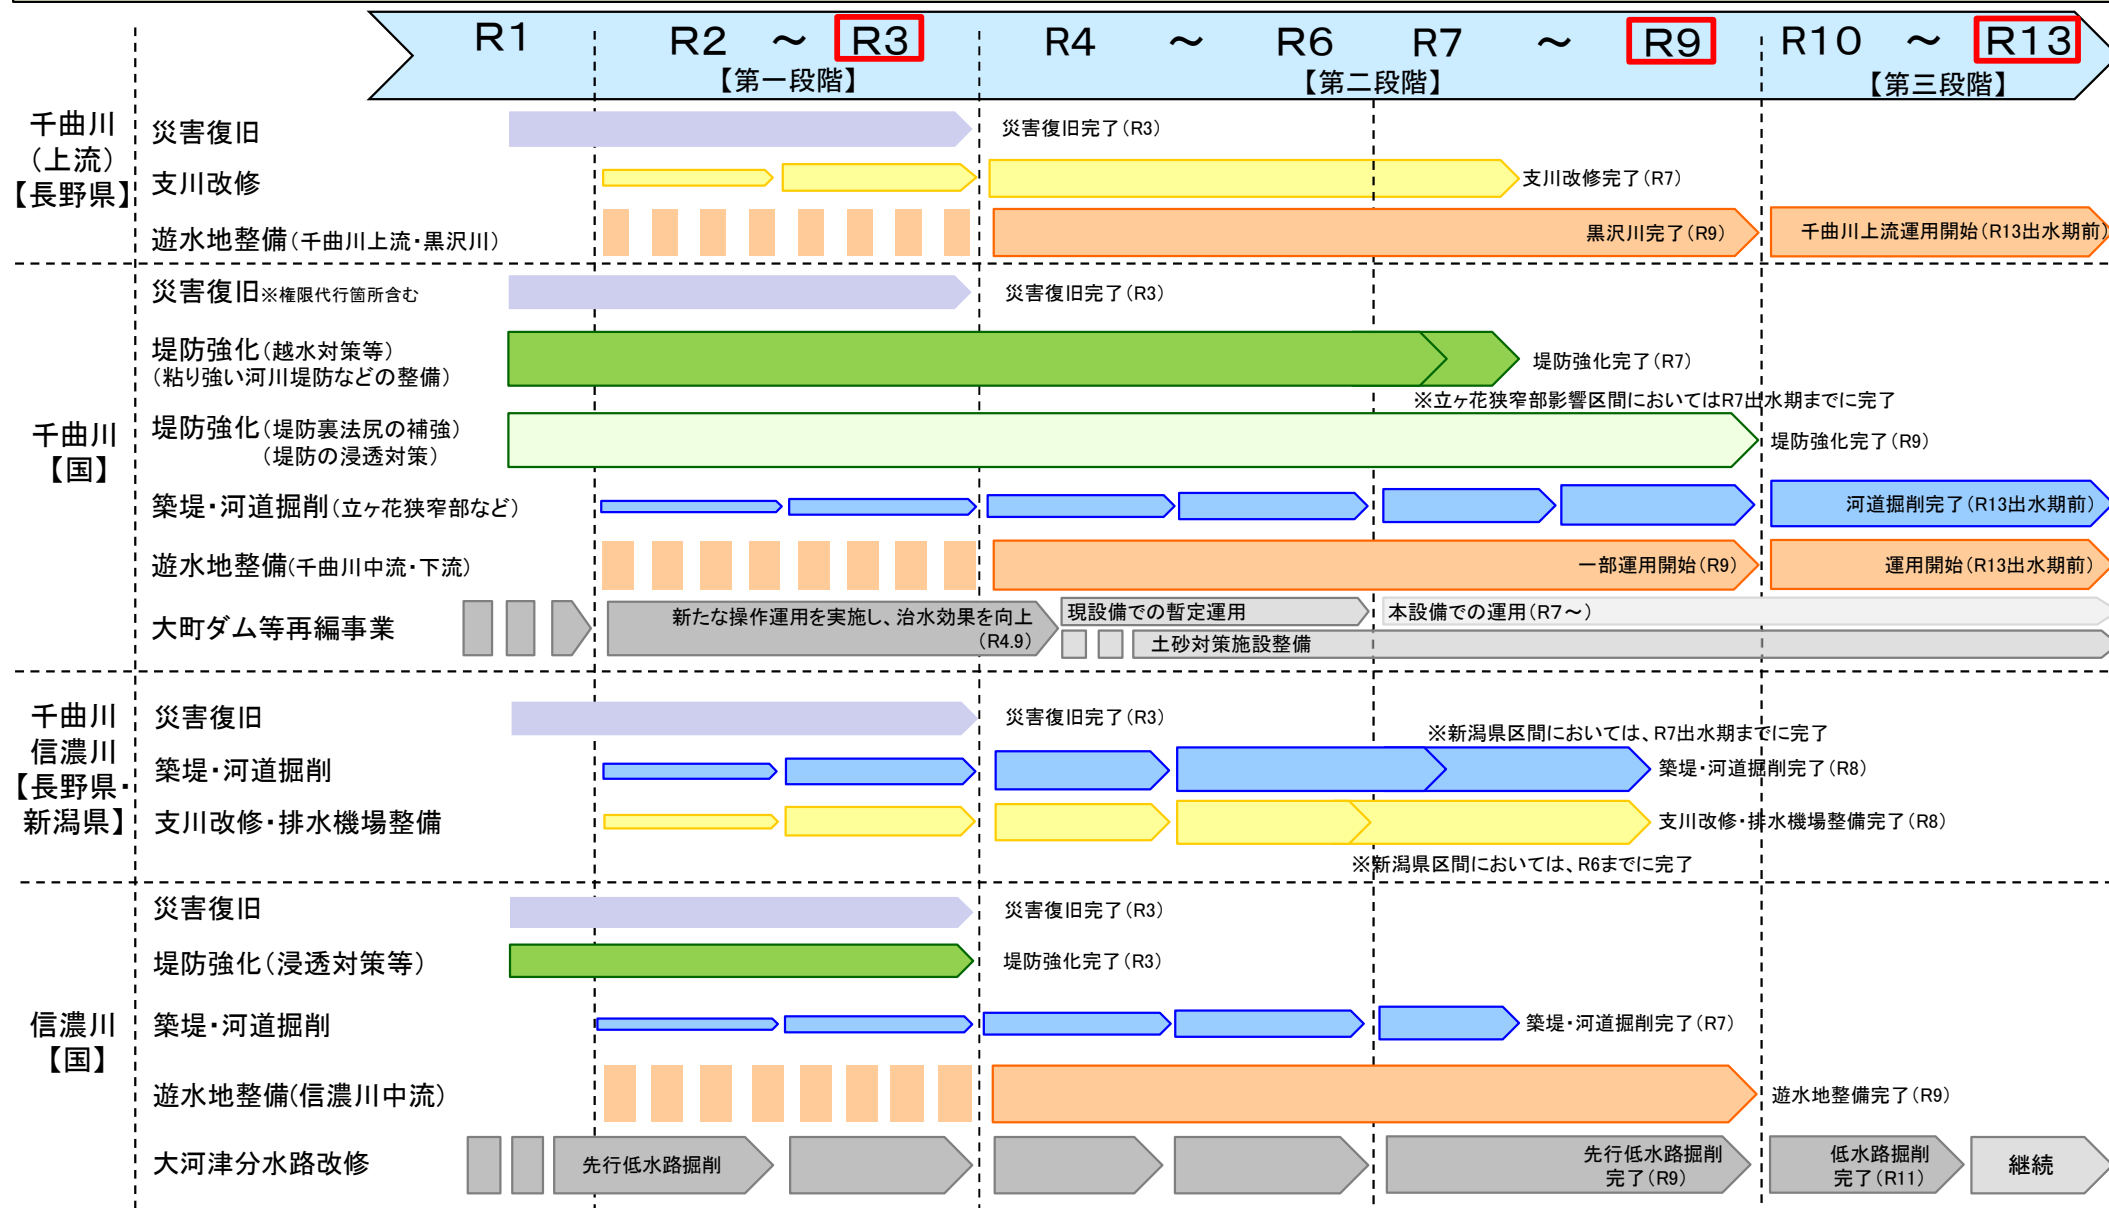 R1 R2 ～ R3 R4 ～ R6 R7 ～ R9 R10 ～ R13
【第一段階】 【第二段階】 【第三段階】
千曲川
（上流）
【長野県】
災害復旧
災害復旧完了（R3）
支川改修
支川改修完了（R7）
遊水地整備（千曲川上流・黒沢川）
黒沢川完了（R9）
千曲川上流運用開始（R13出水期前）
千曲川
【国】
災害復旧※権限代行箇所含む
災害復旧完了（R3）
堤防強化（越水対策等）
（粘り強い河川堤防などの整備）
堤防強化完了（R7）
※立ヶ花狭窄部影響区間においてはR7出水期までに完了
堤防強化（堤防裏法尻の補強）
（堤防の浸透対策）
堤防強化完了（R9）
築堤・河道掘削（立ヶ花狭窄部など）
河道掘削完了（R13出水期前）
遊水地整備（千曲川中流・下流）
一部運用開始（R9）
運用開始（R13出水期前）
大町ダム等再編事業
新たな操作運用を実施し、治水効果を向上
（R4.9）
現設備での暫定運用
本設備での運用（R7～）
土砂対策施設整備
千曲川
信濃川
【長野県・
新潟県】
災害復旧
災害復旧完了（R3）
※新潟県区間においては、R7出水期までに完了
築堤・河道掘削
築堤・河道掘削完了（R8）
支川改修・排水機場整備
支川改修・排水機場整備完了（R8）
※新潟県区間においては、R6までに完了
信濃川
【国】
災害復旧
災害復旧完了（R3）
堤防強化（浸透対策等）
堤防強化完了（R3）
築堤・河道掘削
築堤・河道掘削完了（R7）
遊水地整備（信濃川中流）
遊水地整備完了（R9）
大河津分水路改修
先行低水路掘削
先行低水路掘削
完了（R9）
低水路掘削
完了（R11）
継続